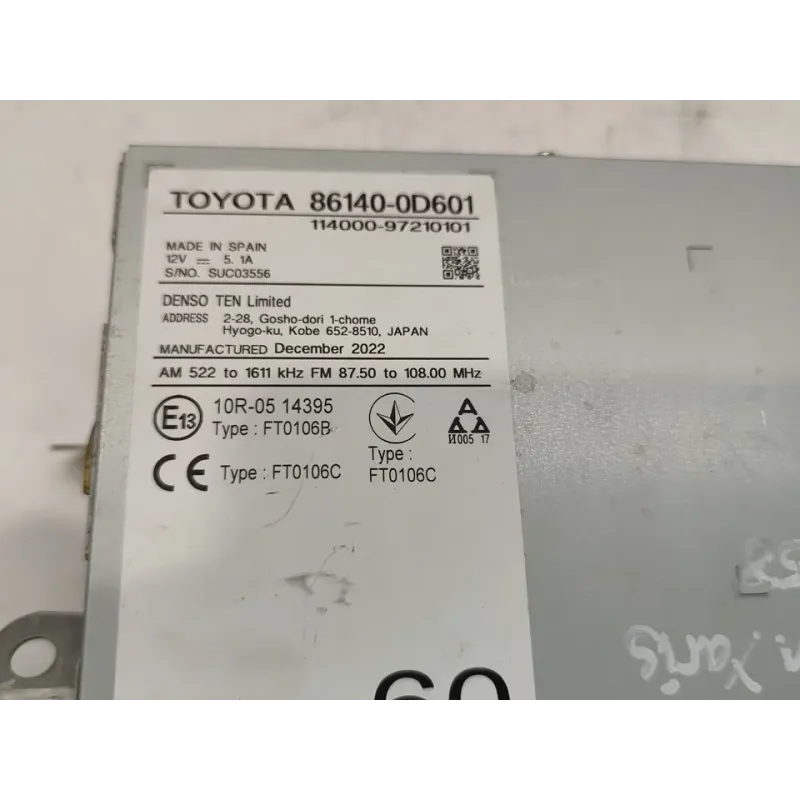 TOYOTA 86140-0D601
114000-97210101
MADE IN SPAIN
12V ⎓ 5. 1A
S/NO. SUC03556
DENSO TEN Limited
ADDRESS 2-28, Gosho-dori 1-chome
Hyogo-ku, Kobe 652-8510, JAPAN
MANUFACTURED December 2022
AM 522 to 1611 kHz FM 87.50 to 108.00 MHz
E13 10R-05 14395
Type : FT0106B
CE Type : FT0106C
Type :
FT0106C
И005 17
Yaris